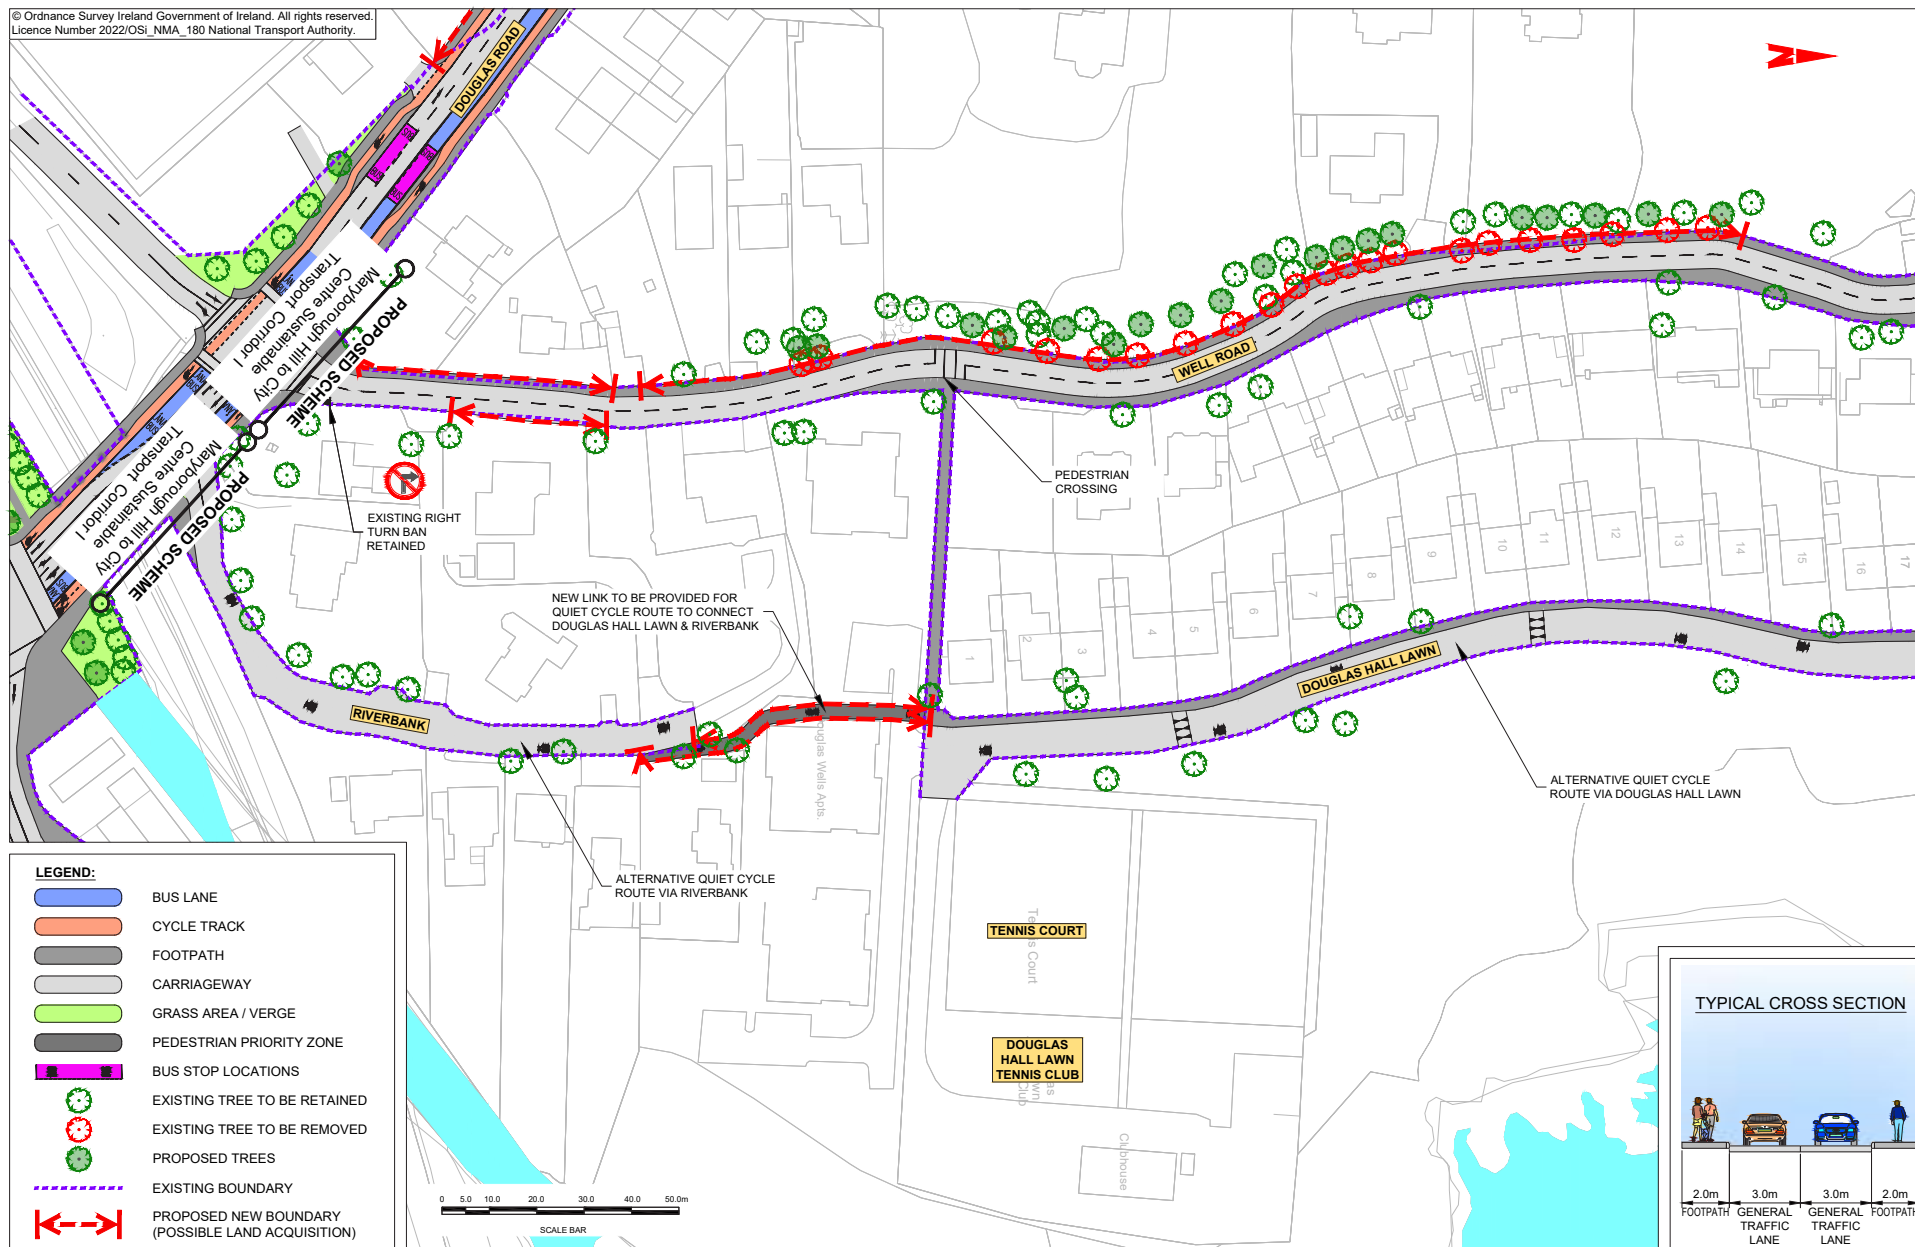 © Ordnance Survey Ireland Government of Ireland. All rights reserved.
Licence Number 2022/OSi_NMA_180 National Transport Authority.
DOUGLAS ROAD
BUS
BUS
BUS
BUS
N
Maryborough Hill to City
Centre Sustainable
Transport Corridor I
PROPOSED SCHEME
Maryborough Hill to City
Centre Sustainable
Transport Corridor I
PROPOSED SCHEME
WELL ROAD
PEDESTRIAN
CROSSING
EXISTING RIGHT
TURN BAN
RETAINED
NEW LINK TO BE PROVIDED FOR
QUIET CYCLE ROUTE TO CONNECT
DOUGLAS HALL LAWN & RIVERBANK
1
2
3
4
5
6
7
8
9
10
11
12
13
14
15
16
17
DOUGLAS HALL LAWN
RIVERBANK
Douglas Wells Apts.
ALTERNATIVE QUIET CYCLE
ROUTE VIA DOUGLAS HALL LAWN
ALTERNATIVE QUIET CYCLE
ROUTE VIA RIVERBANK
TENNIS COURT
Tennis Court
DOUGLAS
HALL LAWN
TENNIS CLUB
Club
Clubhouse
LEGEND:
BUS LANE
CYCLE TRACK
FOOTPATH
CARRIAGEWAY
GRASS AREA / VERGE
PEDESTRIAN PRIORITY ZONE
BUS STOP LOCATIONS
EXISTING TREE TO BE RETAINED
EXISTING TREE TO BE REMOVED
PROPOSED TREES
EXISTING BOUNDARY
PROPOSED NEW BOUNDARY
(POSSIBLE LAND ACQUISITION)
0 5.0 10.0 20.0 30.0 40.0 50.0m
SCALE BAR
TYPICAL CROSS SECTION
2.0m 3.0m 3.0m 2.0m
FOOTPATH GENERAL TRAFFIC LANE GENERAL TRAFFIC LANE FOOTPATH